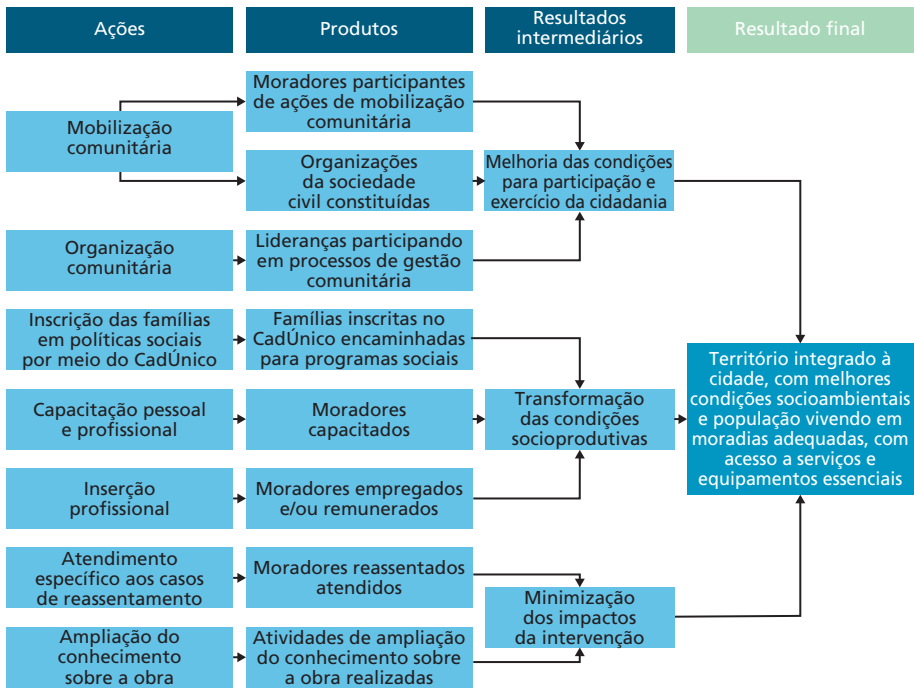 Ações
Produtos
Resultados
intermediários
Resultado final
Mobilização
comunitária
Moradores participantes
de ações de mobilização
comunitária
Organizações
da sociedade
civil constituídas
Melhoria das condições
para participação e
exercício da cidadania
Organização
comunitária
Lideranças participando
em processos de gestão
comunitária
Inscrição das famílias
em políticas sociais
por meio do CadÚnico
Famílias inscritas no
CadÚnico encaminhadas
para programas sociais
Capacitação pessoal
e profissional
Moradores
capacitados
Transformação
das condições
socioprodutivas
Território integrado à
cidade, com melhores
condições socioambientais
e população vivendo em
moradias adequadas, com
acesso a serviços e
equipamentos essenciais
Inserção
profissional
Moradores empregados
e/ou remunerados
Atendimento
específico aos casos
de reassentamento
Moradores reassentados
atendidos
Minimização
dos impactos
da intervenção
Ampliação do
conhecimento
sobre a obra
Atividades de ampliação
do conhecimento sobre
a obra realizadas